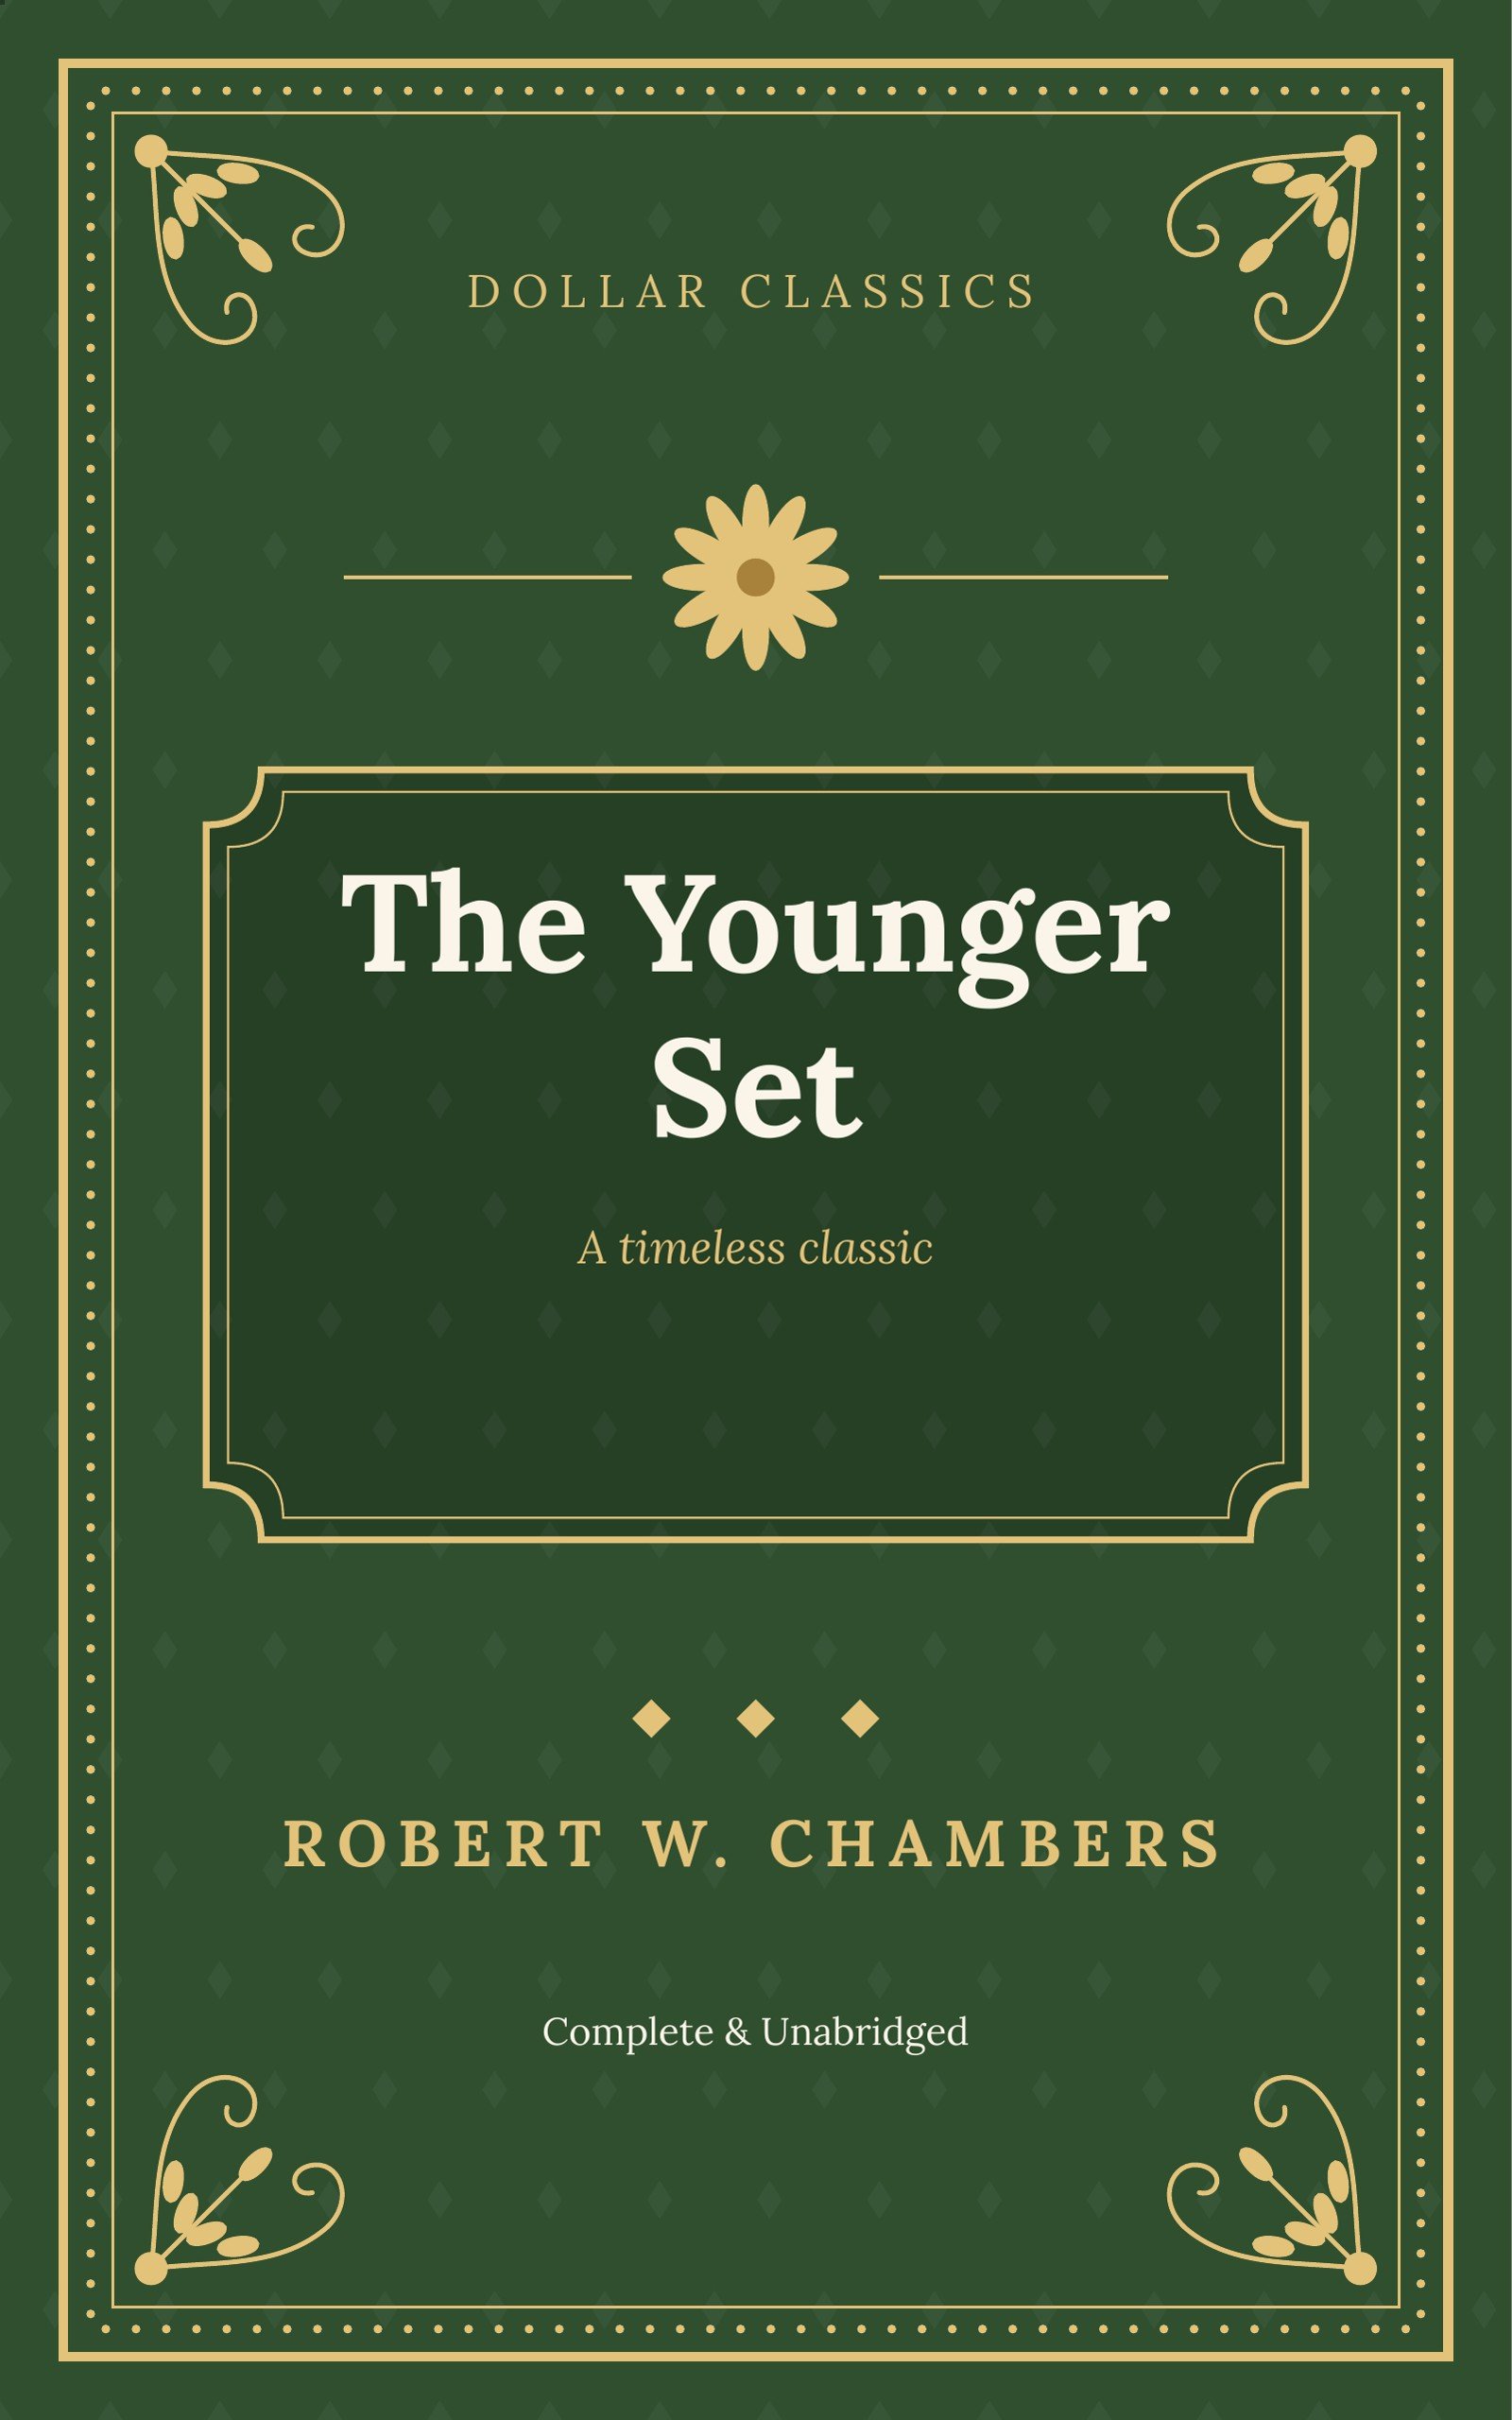 DOLLAR CLASSICS
The Younger
Set
A timeless classic
ROBERT W. CHAMBERS
Complete & Unabridged